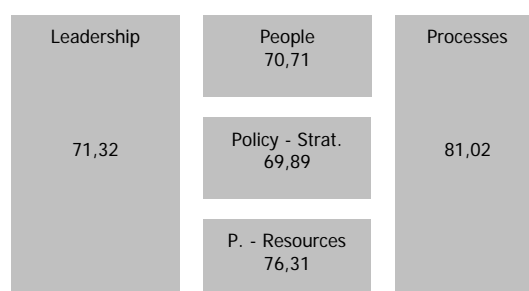 Leadership
71,32
People
70,71
Policy - Strat.
69,89
P. - Resources
76,31
Processes
81,02